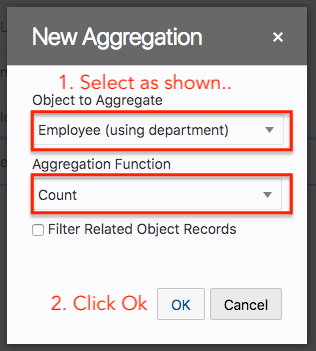 New Aggregation ×
1. Select as shown..
Object to Aggregate
Employee (using department)
Aggregation Function
Count
Filter Related Object Records
2. Click Ok OK Cancel